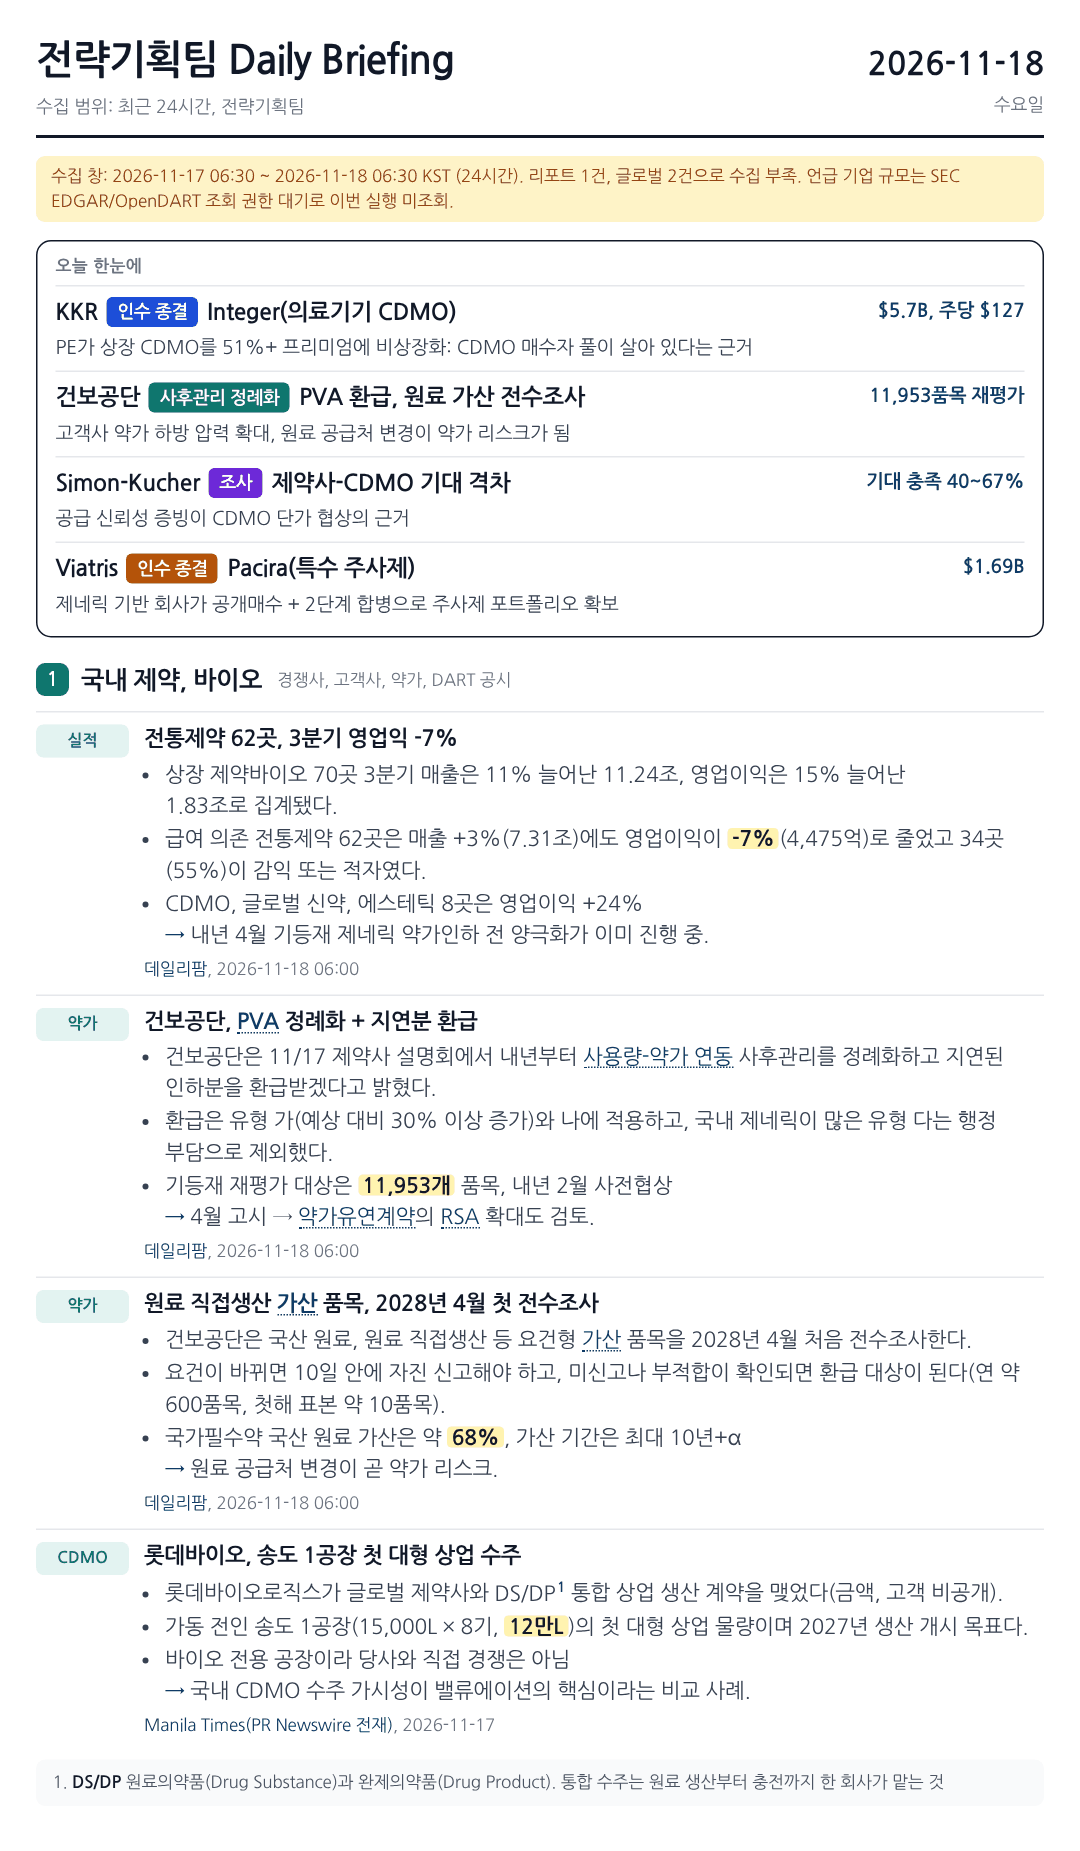 전략기획팀 Daily Briefing
2026-11-18
수집 범위: 최근 24시간, 전략기획팀
수요일
수집 창: 2026-11-17 06:30 ~ 2026-11-18 06:30 KST (24시간). 리포트 1건, 글로벌 2건으로 수집 부족. 언급 기업 규모는 SEC
EDGAR/OpenDART 조회 권한 대기로 이번 실행 미조회.
오늘 한눈에
KKR 인수 종결 Integer(의료기기 CDMO) $5.7B, 주당 $127
PE가 상장 CDMO를 51%+ 프리미엄에 비상장화: CDMO 매수자 풀이 살아 있다는 근거
건보공단 사후관리 정례화 PVA 환급, 원료 가산 전수조사 11,953품목 재평가
고객사 약가 하방 압력 확대, 원료 공급처 변경이 약가 리스크가 됨
Simon-Kucher 조사 제약사-CDMO 기대 격차 기대 충족 40~67%
공급 신뢰성 증빙이 CDMO 단가 협상의 근거
Viatris 인수 종결 Pacira(특수 주사제) $1.69B
제네릭 기반 회사가 공개매수 + 2단계 합병으로 주사제 포트폴리오 확보
1 국내 제약, 바이오 경쟁사, 고객사, 약가, DART 공시
실적 전통제약 62곳, 3분기 영업익 -7%
• 상장 제약바이오 70곳 3분기 매출은 11% 늘어난 11.24조, 영업이익은 15% 늘어난
1.83조로 집계됐다.
• 급여 의존 전통제약 62곳은 매출 +3%(7.31조)에도 영업이익이 -7%(4,475억)로 줄었고 34곳
(55%)이 감익 또는 적자였다.
• CDMO, 글로벌 신약, 에스테틱 8곳은 영업이익 +24%
→ 내년 4월 기등재 제네릭 약가인하 전 양극화가 이미 진행 중.
데일리팜, 2026-11-18 06:00
약가 건보공단, PVA 정례화 + 지연분 환급
• 건보공단은 11/17 제약사 설명회에서 내년부터 사용량-약가 연동 사후관리를 정례화하고 지연된
인하분을 환급받겠다고 밝혔다.
• 환급은 유형 가(예상 대비 30% 이상 증가)와 나에 적용하고, 국내 제네릭이 많은 유형 다는 행정
부담으로 제외했다.
• 기등재 재평가 대상은 11,953개 품목, 내년 2월 사전협상
→ 4월 고시 → 약가유연계약의 RSA 확대도 검토.
데일리팜, 2026-11-18 06:00
약가 원료 직접생산 가산 품목, 2028년 4월 첫 전수조사
• 건보공단은 국산 원료, 원료 직접생산 등 요건형 가산 품목을 2028년 4월 처음 전수조사한다.
• 요건이 바뀌면 10일 안에 자진 신고해야 하고, 미신고나 부적합이 확인되면 환급 대상이 된다(연 약
600품목, 첫해 표본 약 10품목).
• 국가필수약 국산 원료 가산은 약 68%, 가산 기간은 최대 10년+α
→ 원료 공급처 변경이 곧 약가 리스크.
데일리팜, 2026-11-18 06:00
CDMO 롯데바이오, 송도 1공장 첫 대형 상업 수주
• 롯데바이오로직스가 글로벌 제약사와 DS/DP¹ 통합 상업 생산 계약을 맺었다(금액, 고객 비공개).
• 가동 전인 송도 1공장(15,000L × 8기, 12만L)의 첫 대형 상업 물량이며 2027년 생산 개시 목표다.
• 바이오 전용 공장이라 당사와 직접 경쟁은 아님
→ 국내 CDMO 수주 가시성이 밸류에이션의 핵심이라는 비교 사례.
Manila Times(PR Newswire 전재), 2026-11-17
1. DS/DP 원료의약품(Drug Substance)과 완제의약품(Drug Product). 통합 수주는 원료 생산부터 충전까지 한 회사가 맡는 것